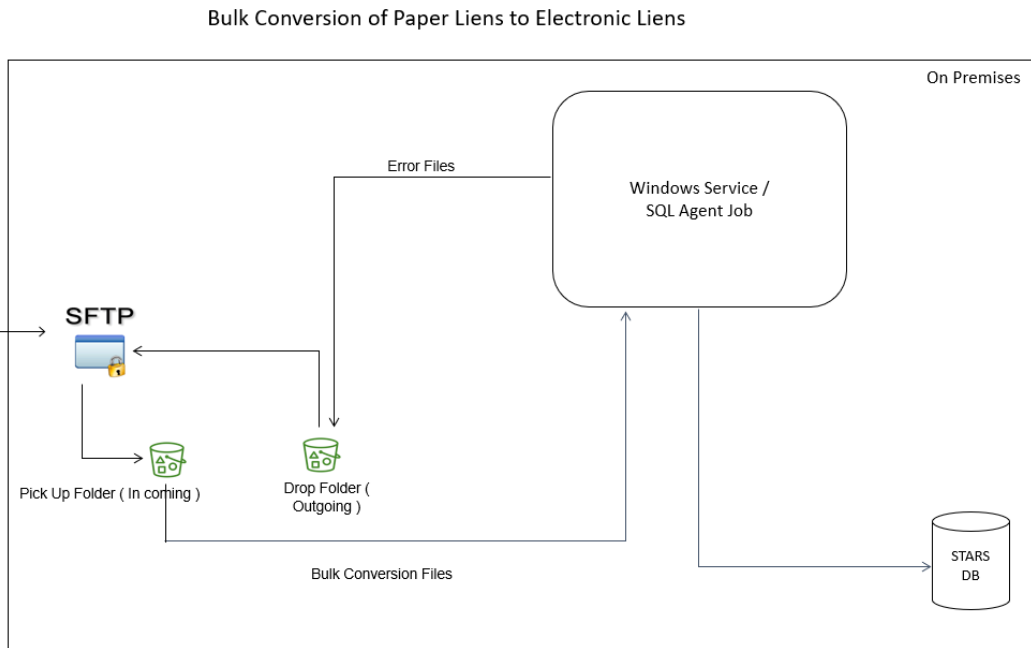 Bulk Conversion of Paper Liens to Electronic Liens
On Premises
Error Files
Windows Service /
SQL Agent Job
SFTP
Pick Up Folder ( In coming )
Drop Folder (
Outgoing )
Bulk Conversion Files
STARS
DB